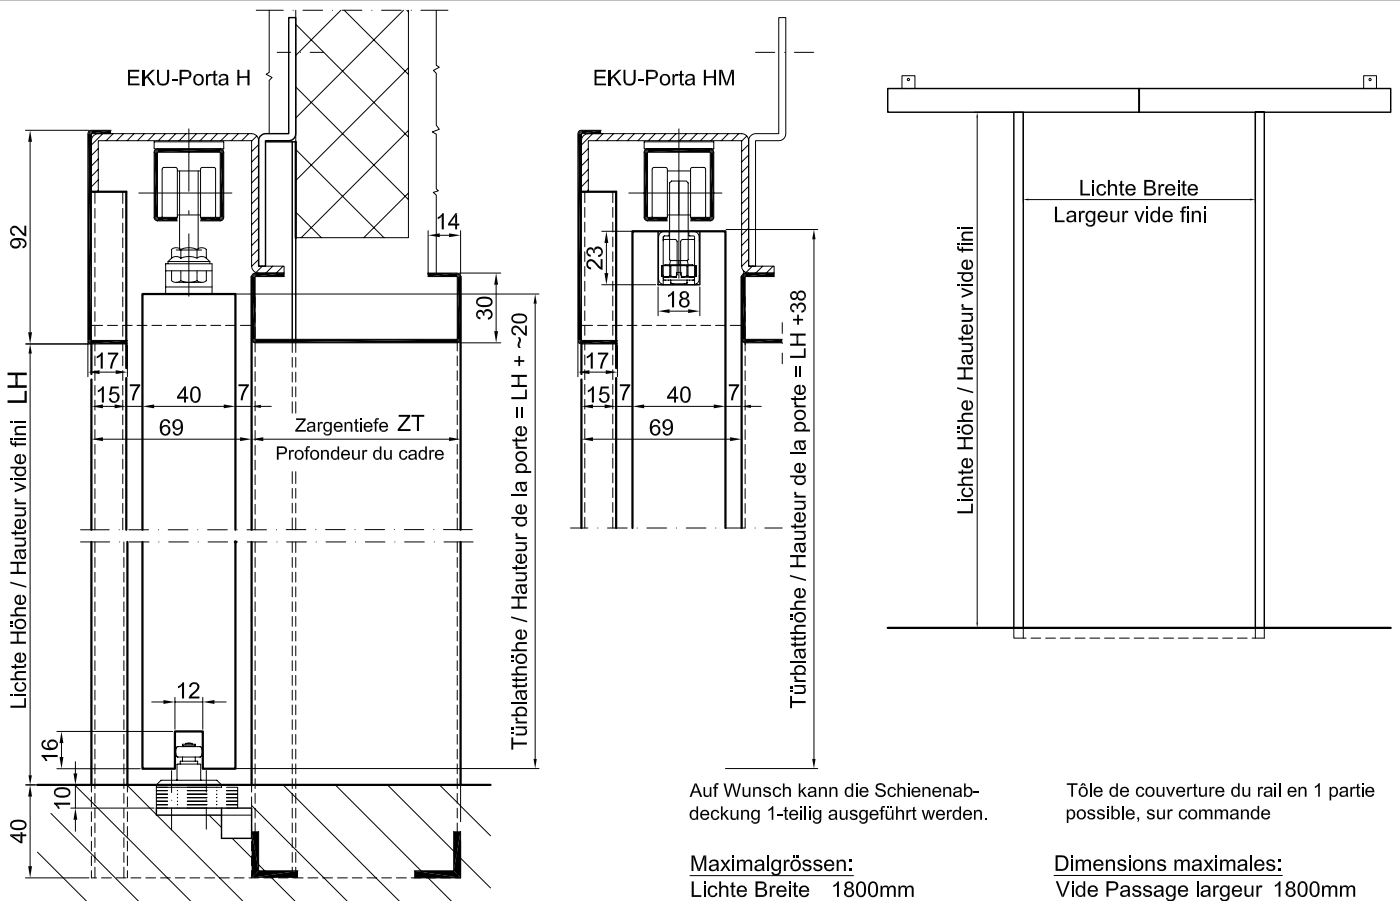 EKU-Porta H
EKU-Porta HM
92
14
30
17
15
7
40
7
69
Zargentiefe ZT
Profondeur du cadre
Lichte Höhe / Hauteur vide fini LH
Türblatthöhe / Hauteur de la porte = LH + ~20
12
16
10
40
23
18
17
15
7
40
7
69
Türblatthöhe / Hauteur de la porte = LH +38
Lichte Breite
Largeur vide fini
Lichte Höhe / Hauteur vide fini
Auf Wunsch kann die Schienenab-
deckung 1-teilig ausgeführt werden.
Maximalgrössen:
Lichte Breite 1800mm
Tôle de couverture du rail en 1 partie
possible, sur commande
Dimensions maximales:
Vide Passage largeur 1800mm